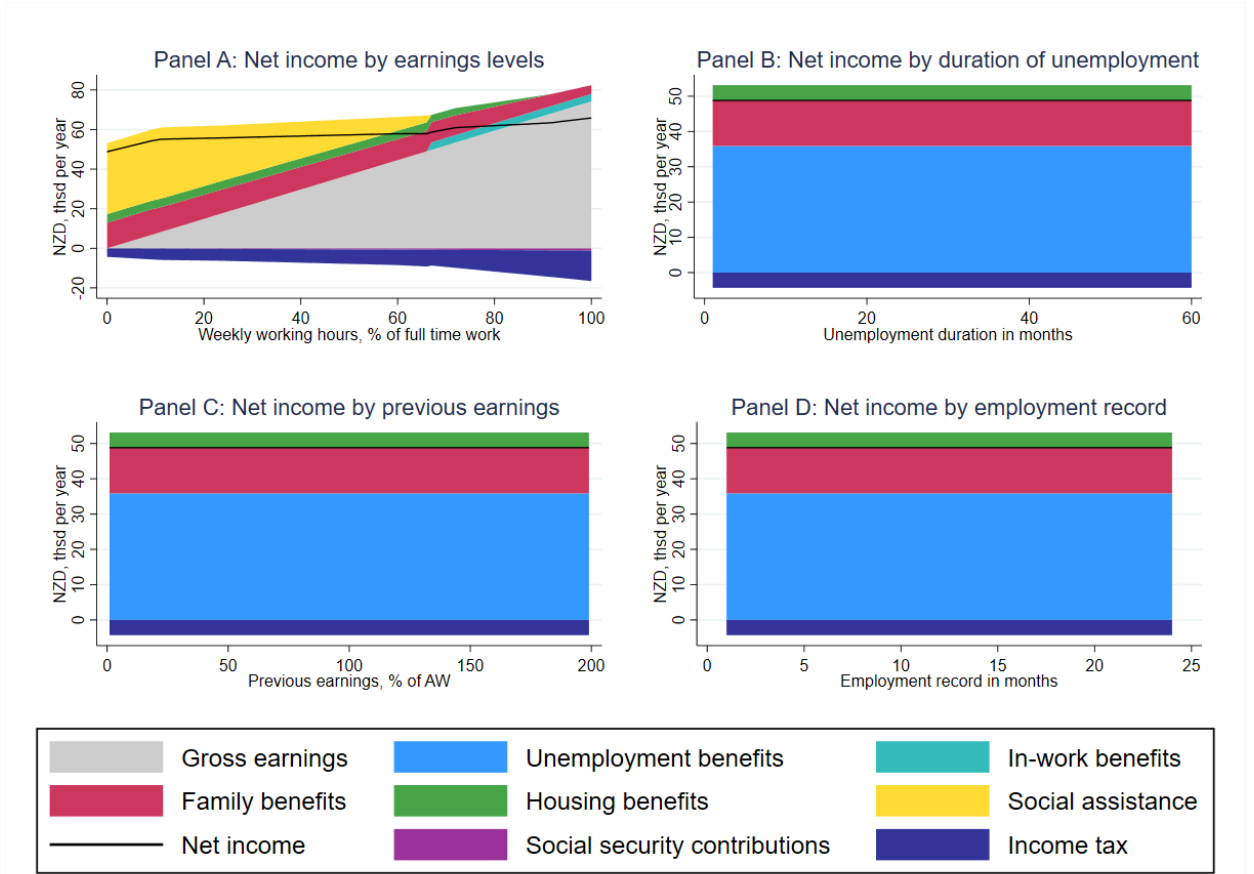 Panel A: Net income by earnings levels
NZD, thsd per year
80
60
40
20
0
-20
0 20 40 60 80 100
Weekly working hours, % of full time work
Panel B: Net income by duration of unemployment
NZD, thsd per year
50
40
30
20
10
0
0 20 40 60
Unemployment duration in months
Panel C: Net income by previous earnings
NZD, thsd per year
50
40
30
20
10
0
0 50 100 150 200
Previous earnings, % of AW
Panel D: Net income by employment record
NZD, thsd per year
50
40
30
20
10
0
0 5 10 15 20 25
Employment record in months
Gross earnings Unemployment benefits In-work benefits
Family benefits Housing benefits Social assistance
Net income Social security contributions Income tax